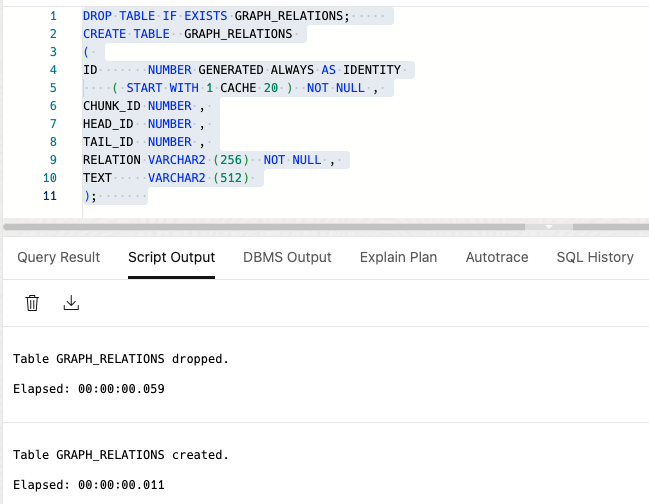 1 DROP TABLE IF EXISTS GRAPH_RELATIONS;
2 CREATE TABLE GRAPH_RELATIONS
3 (
4 ID NUMBER GENERATED ALWAYS AS IDENTITY
5 ( START WITH 1 CACHE 20 ) NOT NULL ,
6 CHUNK_ID NUMBER ,
7 HEAD_ID NUMBER ,
8 TAIL_ID NUMBER ,
9 RELATION VARCHAR2 (256) NOT NULL ,
10 TEXT VARCHAR2 (512)
11 );
Query Result Script Output DBMS Output Explain Plan Autotrace SQL History
Table GRAPH_RELATIONS dropped.
Elapsed: 00:00:00.059
Table GRAPH_RELATIONS created.
Elapsed: 00:00:00.011